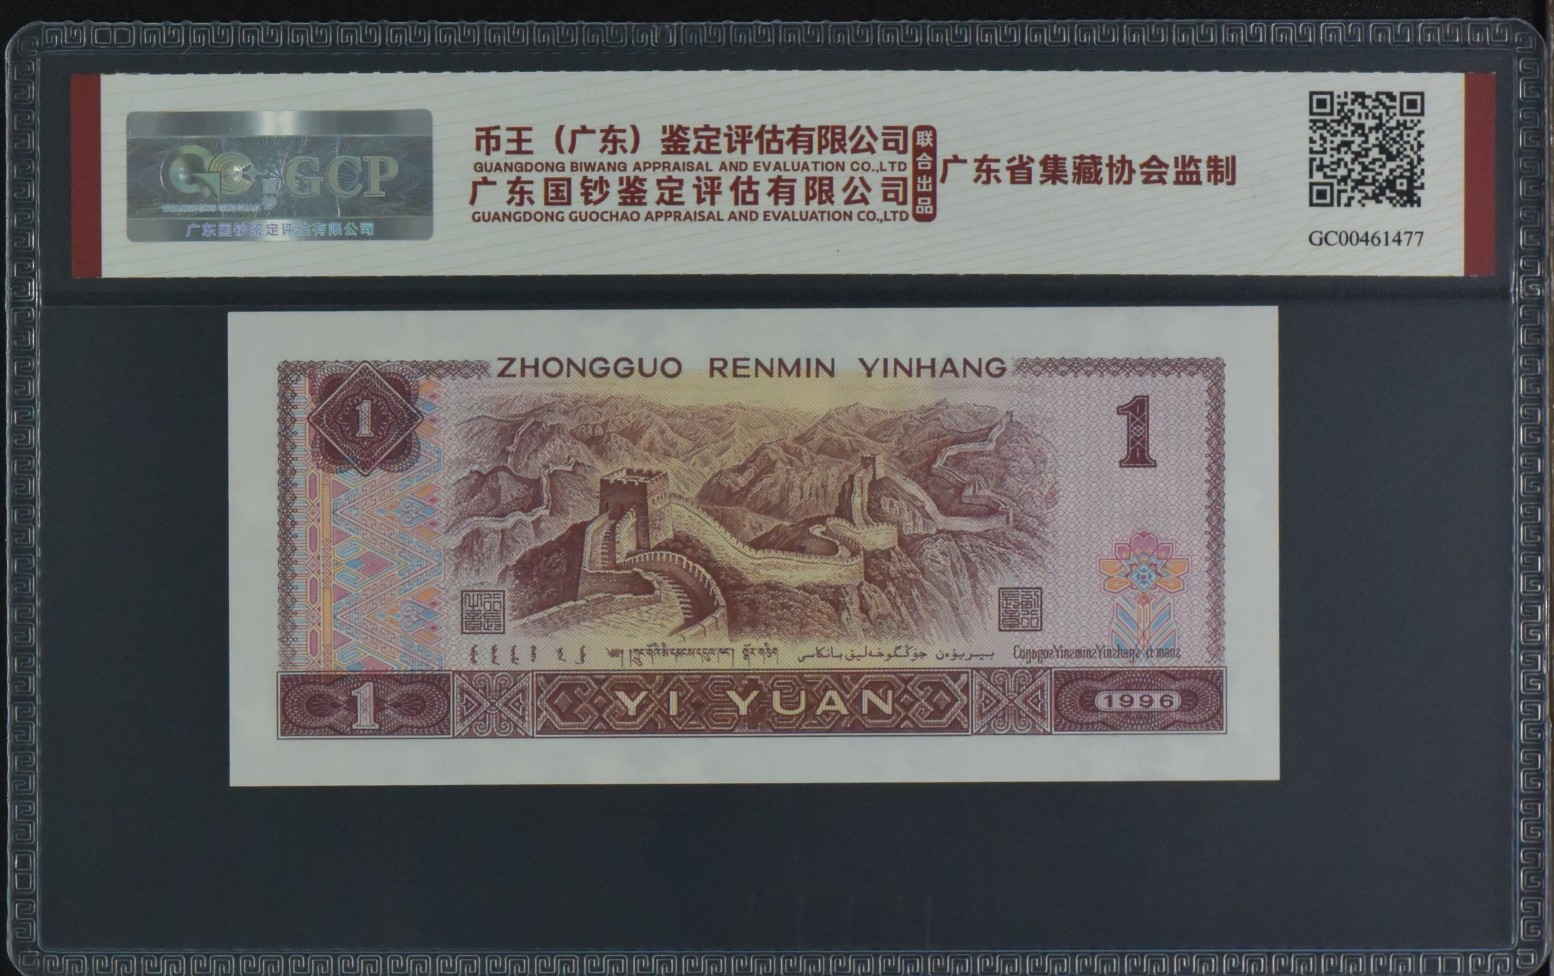 GCP
广东国钞鉴定评估有限公司
币王（广东）鉴定评估有限公司
GUANGDONG BIWANG APPRAISAL AND EVALUATION CO.,LTD
广东国钞鉴定评估有限公司
GUANGDONG GUOCHAO APPRAISAL AND EVALUATION CO.,LTD
联合出品
广东省集藏协会监制
GC00461477
ZHONGGUO RENMIN YINHANG
1
1
1
YI YUAN
1996